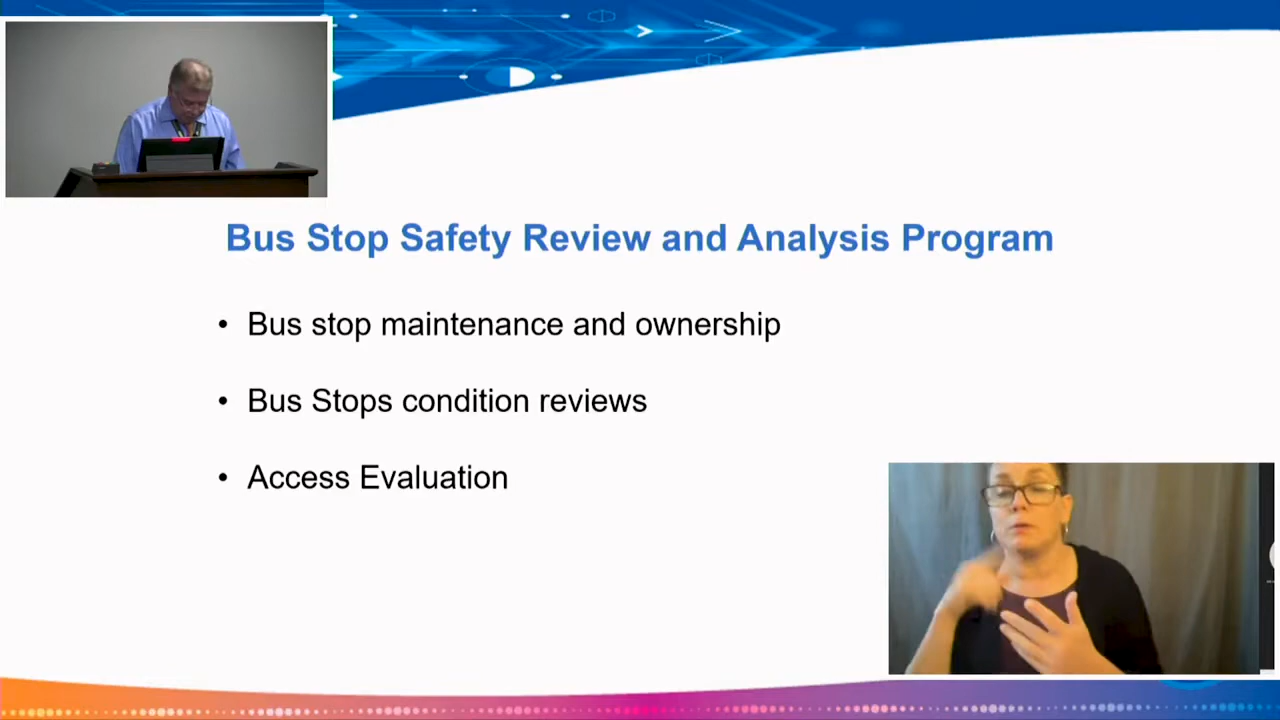 Bus Stop Safety Review and Analysis Program
• Bus stop maintenance and ownership
• Bus Stops condition reviews
• Access Evaluation